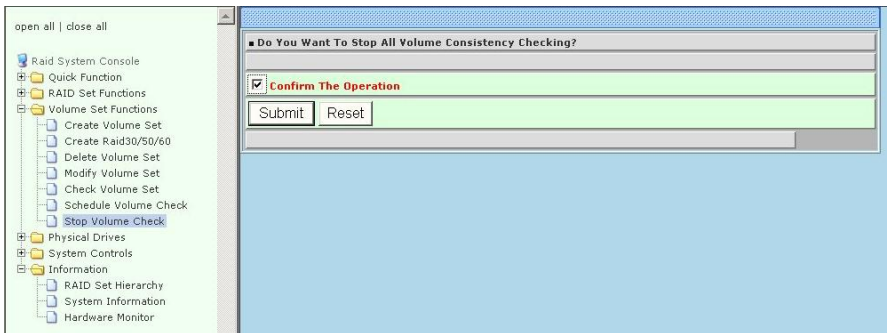 open all | close all
Raid System Console
Quick Function
RAID Set Functions
Volume Set Functions
Create Volume Set
Create Raid30/50/60
Delete Volume Set
Modify Volume Set
Check Volume Set
Schedule Volume Check
Stop Volume Check
Physical Drives
System Controls
Information
RAID Set Hierarchy
System Information
Hardware Monitor
Do You Want To Stop All Volume Consistency Checking?
Confirm The Operation
Submit Reset